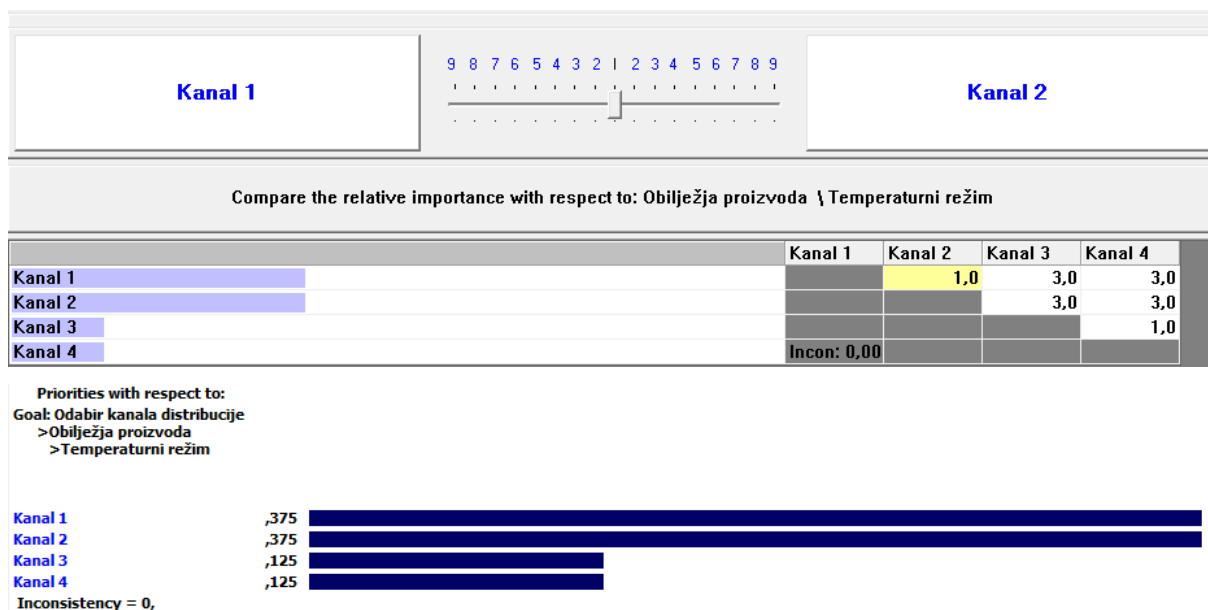 Kanal 1
9 8 7 6 5 4 3 2 | 2 3 4 5 6 7 8 9
Kanal 2
Compare the relative importance with respect to: Obilježja proizvoda \ Temperaturni režim
Kanal 1 Kanal 2 Kanal 3 Kanal 4
Kanal 1 1,0 3,0 3,0
Kanal 2 3,0 3,0
Kanal 3 1,0
Kanal 4 Incon: 0,00
Priorities with respect to:
Goal: Odabir kanala distribucije
>Obilježja proizvoda
>Temperaturni režim
Kanal 1 ,375
Kanal 2 ,375
Kanal 3 ,125
Kanal 4 ,125
Inconsistency = 0,